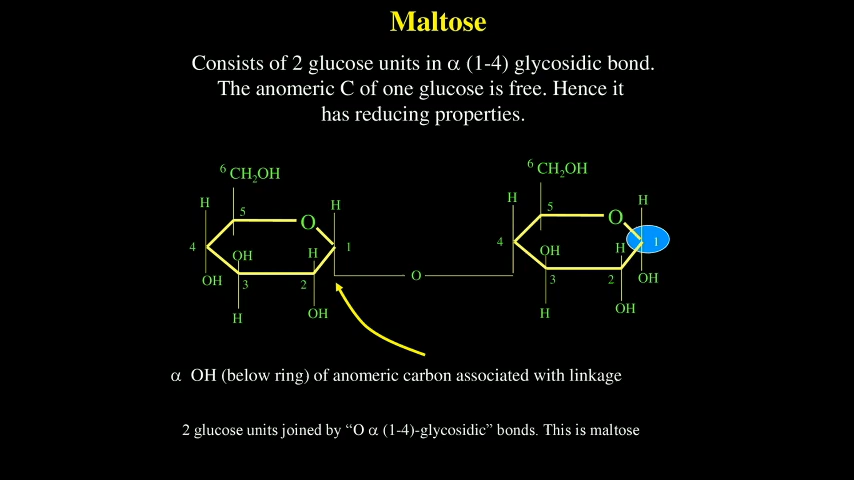 Maltose
Consists of 2 glucose units in α (1-4) glycosidic bond.
The anomeric C of one glucose is free. Hence it
has reducing properties.
6 CH2OH
6 CH2OH
H
5
H
H
5
H
O
O
4
OH
H
1
4
OH
H
1
OH
3
2
O
3
2
OH
H
OH
H
OH
α OH (below ring) of anomeric carbon associated with linkage
2 glucose units joined by “O α (1-4)-glycosidic” bonds. This is maltose